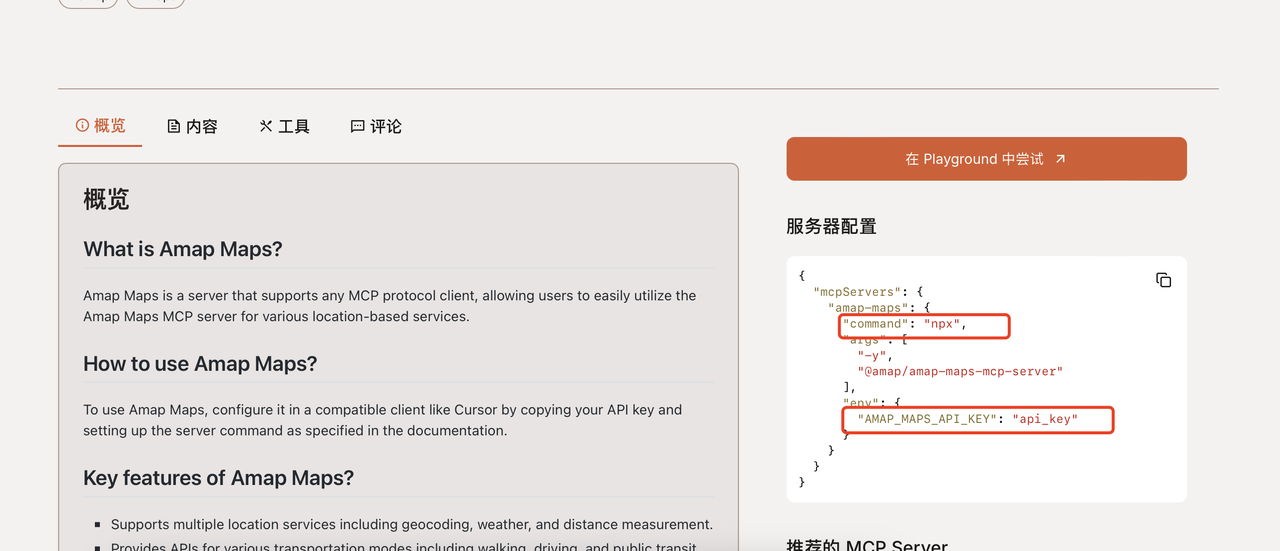 概览
内容
工具
评论
概览
What is Amap Maps?
Amap Maps is a server that supports any MCP protocol client, allowing users to easily utilize the
Amap Maps MCP server for various location-based services.
How to use Amap Maps?
To use Amap Maps, configure it in a compatible client like Cursor by copying your API key and
setting up the server command as specified in the documentation.
Key features of Amap Maps?
Supports multiple location services including geocoding, weather, and distance measurement.
Provides APIs for various transportation modes including walking, driving, and public transit.
在 Playground 中尝试
服务器配置
{
"mcpServers": {
"amap-maps": {
"command": "npx",
"args": [
"-y",
"@amap/amap-maps-mcp-server"
],
"env": {
"AMAP_MAPS_API_KEY": "api_key"
}
}
}
}
推荐的 MCP Server